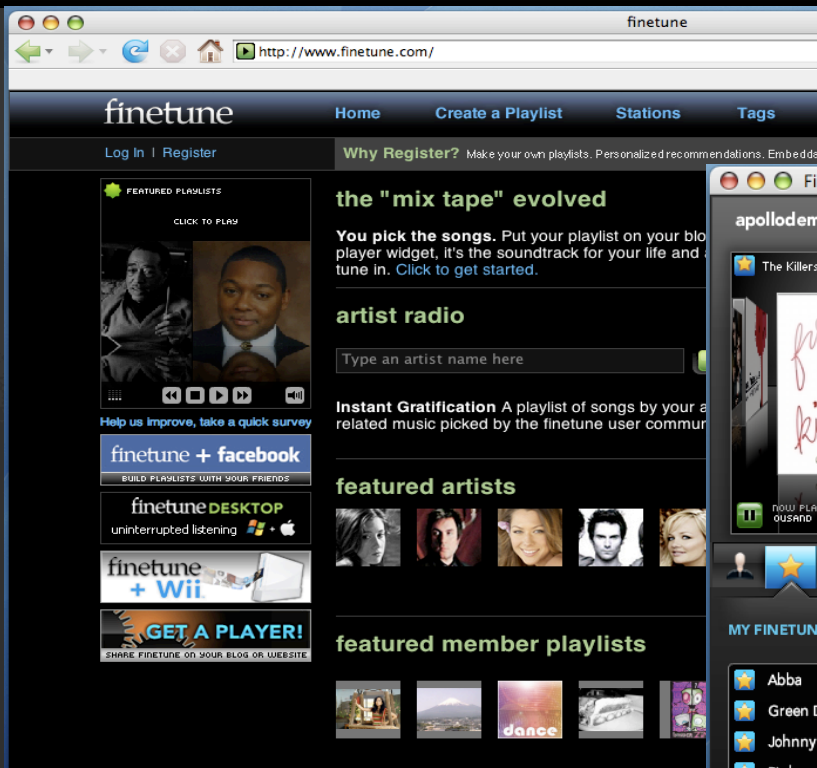 finetune
http://www.finetune.com/
finetune
Home
Create a Playlist
Stations
Tags
Log In | Register
Why Register? Make your own playlists. Personalized recommendations.
FEATURED PLAYLISTS
CLICK TO PLAY
Help us improve, take a quick survey
finetune + facebook
BUILD PLAYLISTS WITH YOUR FRIENDS
finetune DESKTOP
uninterrupted listening
finetune
+ Wii
GET A PLAYER!
SHARE FINETUNE ON YOUR BLOG OR WEBSITE
the "mix tape" evolved
You pick the songs. Put your playlist on your blo
player widget, it's the soundtrack for your life and
tune in. Click to get started.
artist radio
Type an artist name here
Instant Gratification A playlist of songs by your a
related music picked by the finetune user commun
featured artists
featured member playlists
dance
Fi
apollodem
The Killers
NOW PLA
OUSAND
MY FINETUN
Abba
Green D
Johnny